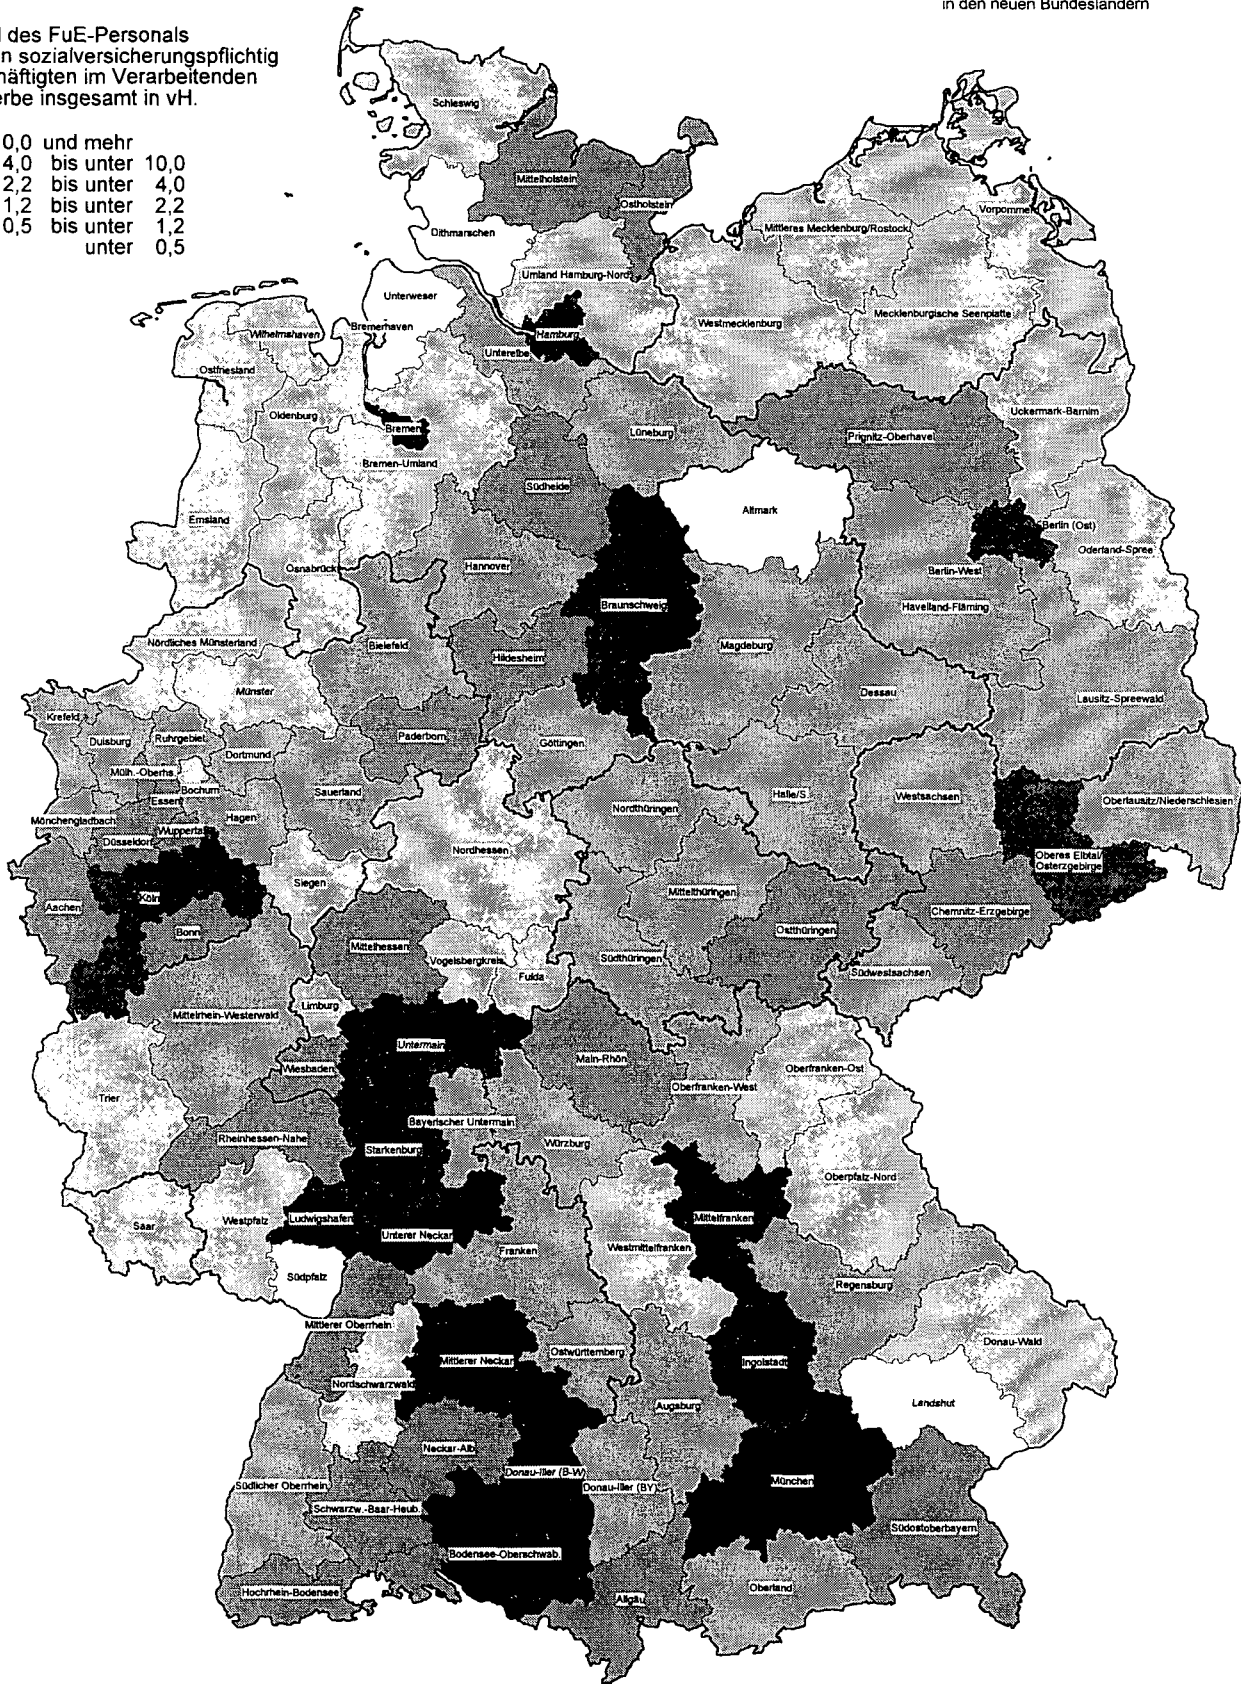 in den neuen Bundesländern
des FuE-Personals
n sozialversicherungspflichtig
häftigten im Verarbeitenden
erbe insgesamt in vH.
0,0 und mehr
4,0 bis unter 10,0
2,2 bis unter 4,0
1,2 bis unter 2,2
0,5 bis unter 1,2
unter 0,5
Schleswig
Mittelholstein
Ostholstein
Vorpommern
Dithmarschen
Mittleres Mecklenburg/Rostock
Umland Hamburg-Nord
Unterweser
Mecklenburgische Seenplatte
Westmecklenburg
Bremerhaven
Wilhelmshaven
Hamburg
Unterelbe
Ostfriesland
Uckermark-Barnim
Oldenburg
Bremen
Lüneburg
Prignitz-Oberhavel
Bremen-Umland
Südheide
Altmark
Emsland
Berlin (Ost)
Oderland-Spree
Osnabrück
Hannover
Berlin-West
Braunschweig
Havelland-Fläming
Nördliches Münsterland
Bielefeld
Magdeburg
Hildesheim
Münster
Dessau
Lausitz-Spreewald
Krefeld
Duisburg
Ruhrgebiet
Paderborn
Göttingen
Dortmund
Mülh.-Oberhs.
Bochum
Sauerland
Halle/S.
Westsachsen
Essen
Oberlausitz/Niederschlesien
Nordthüringen
Mönchengladbach
Hagen
Wuppertal
Düsseldorf
Nordhessen
Oberes Elbtal/
Osterzgebirge
Siegen
Mittelthüringen
Köln
Aachen
Chemnitz-Erzgebirge
Bonn
Ostthüringen
Mittelhessen
Vogelsbergkreis
Südthüringen
Südwestsachsen
Fulda
Limburg
Mittelrhein-Westerwald
Untermain
Main-Rhön
Wiesbaden
Oberfranken-Ost
Oberfranken-West
Trier
Bayerischer Untermain
Rheinhessen-Nahe
Würzburg
Starkenburg
Oberpfalz-Nord
Saar
Westpfalz
Ludwigshafen
Mittelfranken
Unterer Neckar
Westmittelfranken
Franken
Südpfalz
Regensburg
Mittlerer Oberrhein
Donau-Wald
Ostwürttemberg
Mittlerer Neckar
Ingolstadt
Nordschwarzwald
Landshut
Augsburg
Neckar-Alb
Donau-Iller (B-W)
München
Südlicher Oberrhein
Donau-Iller (BY)
Schwarzw.-Baar-Heub.
Südostoberbayern
Bodensee-Oberschwab.
Oberland
Hochrhein-Bodensee
Allgäu